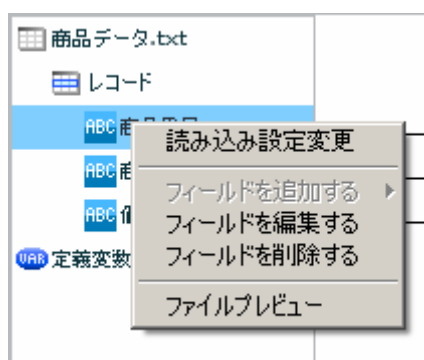 商品データ.txt
レコード
ABC
読み込み設定変更
ABC
フィールドを追加する
ABC
フィールドを編集する
VAR 定義変数
フィールドを削除する
ファイルプレビュー